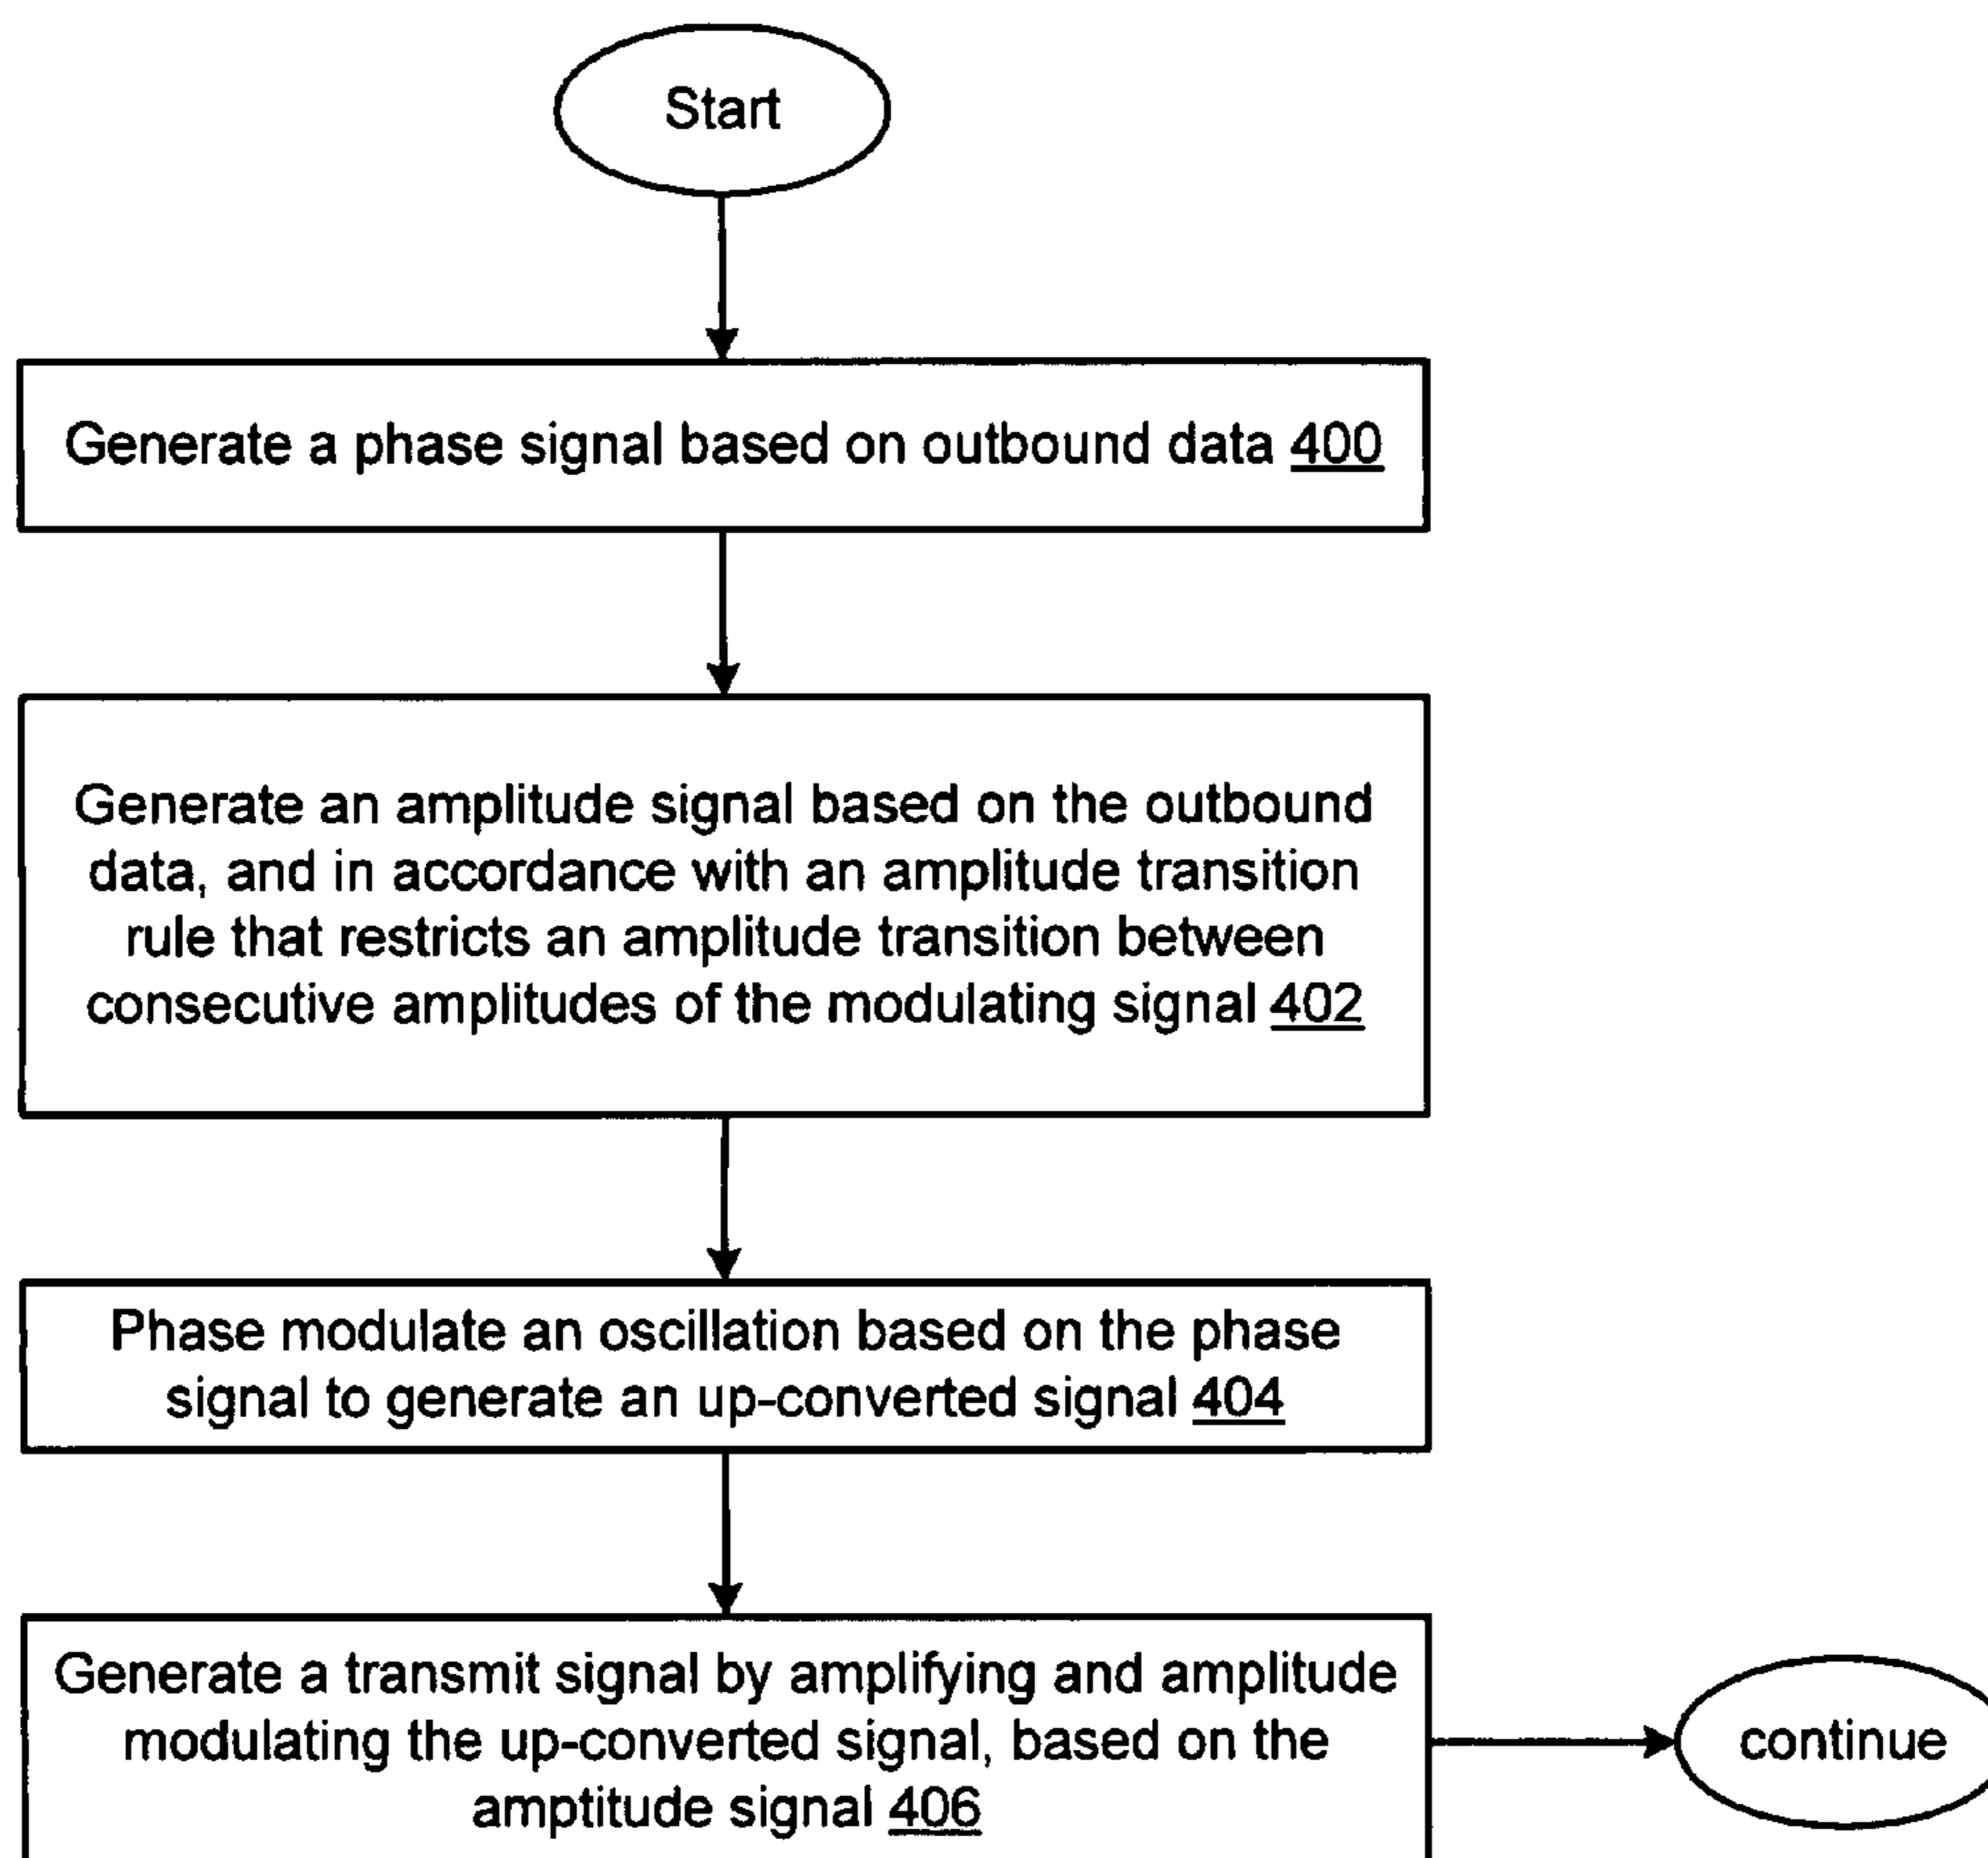 Start
Generate a phase signal based on outbound data 400
Generate an amplitude signal based on the outbound
data, and in accordance with an amplitude transition
rule that restricts an amplitude transition between
consecutive amplitudes of the modulating signal 402
Phase modulate an oscillation based on the phase
signal to generate an up-converted signal 404
Generate a transmit signal by amplifying and amplitude
modulating the up-converted signal, based on the
amptitude signal 406
continue